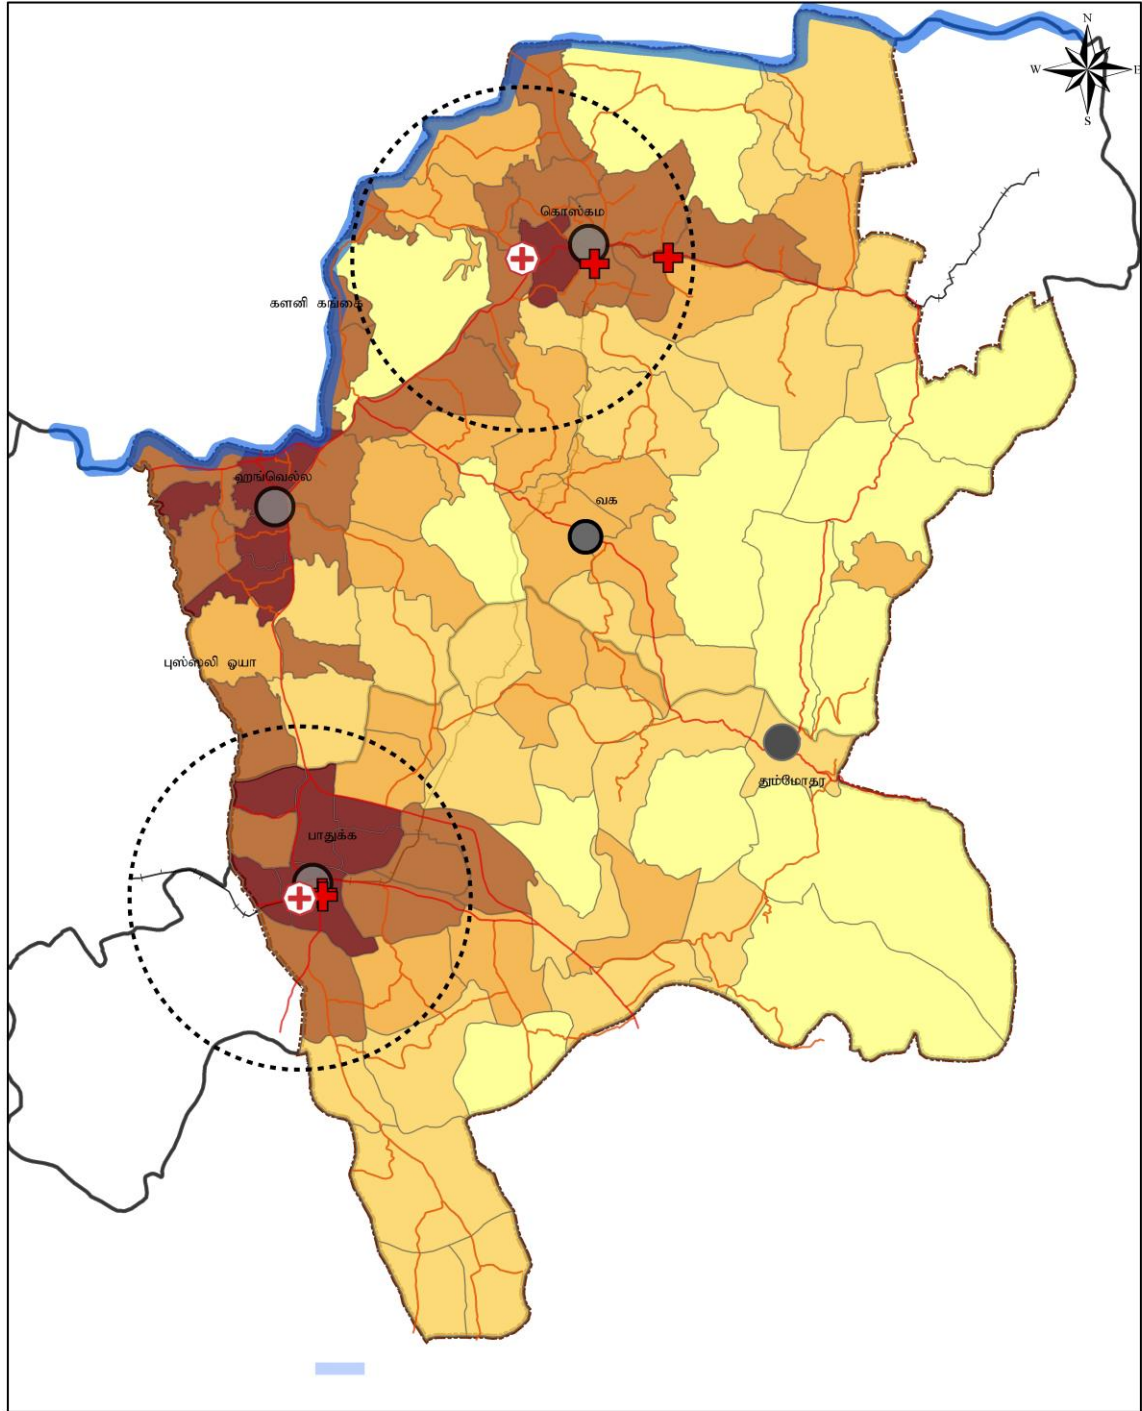 N
W E
S
கொஸ்கம
களனி கங்கை
ஹங்வெல்ல
வக
புஸ்ஸலி ஓயா
தும்மோதர
பாதுக்க